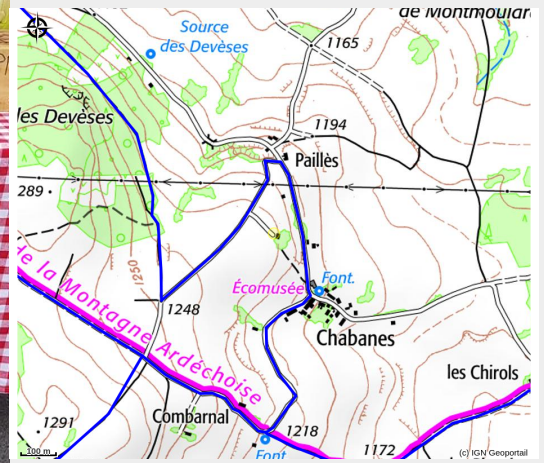 de Montmoular
Source
des Devèses
1165
les Devèses
1194
Paillès
289
1250
Écomusée
Font.
1248
de la Montagne Ardéchoise
Chabanes
les Chirols
Combarnal
1291
1218
1172
100 m
Font
(c) IGN Geoportail